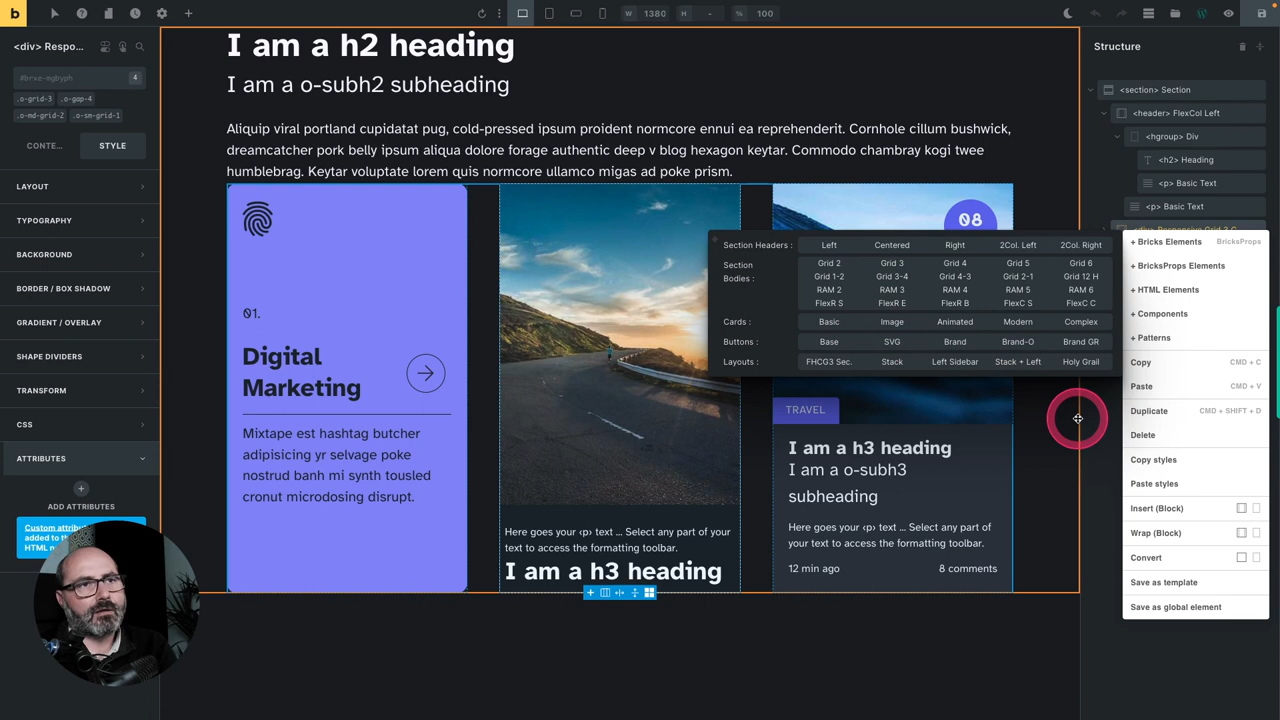 b
W 1380 H - % 100
<div> Respo...
#brxe-mgbyph 4
.o-grid-3 .o-gap-4
.o-md-grid-2 .o-sm-grid-1
CONTE... STYLE
LAYOUT
TYPOGRAPHY
BACKGROUND
BORDER / BOX SHADOW
GRADIENT / OVERLAY
SHAPE DIVIDERS
TRANSFORM
CSS
ATTRIBUTES
ADD ATTRIBUTES
Custom attribu
added to th
HTML n
I am a h2 heading
I am a o-subh2 subheading
Aliquip viral portland cupidatat pug, cold-pressed ipsum proident normcore ennui ea reprehenderit. Cornhole cillum bushwick,
dreamcatcher pork belly ipsum aliqua dolore forage authentic deep v blog hexagon keytar. Commodo chambray kogi twee
humblebrag. Keytar voluptate lorem quis normcore ullamco migas ad poke prism.
01.
Digital
Marketing
Mixtape est hashtag butcher
adipisicing yr selvage poke
nostrud banh mi synth tousled
cronut microdosing disrupt.
Here goes your <p> text ... Select any part of your
text to access the formatting toolbar.
I am a h3 heading
08
TRAVEL
I am a h3 heading
I am a o-subh3
subheading
Here goes your <p> text ... Select any part of
your text to access the formatting toolbar.
12 min ago 8 comments
Section Headers : Left Centered Right 2Col. Left 2Col. Right
Section
Bodies :
Grid 2 Grid 3 Grid 4 Grid 5 Grid 6
Grid 1-2 Grid 3-4 Grid 4-3 Grid 2-1 Grid 12 H
RAM 2 RAM 3 RAM 4 RAM 5 RAM 6
FlexR S FlexR E FlexR B FlexC S FlexC C
Cards : Basic Image Animated Modern Complex
Buttons : Base SVG Brand Brand-O Brand GR
Layouts : FHCG3 Sec. Stack Left Sidebar Stack + Left Holy Grail
Structure
<section> Section
<header> FlexCol Left
<hgroup> Div
<h2> Heading
<p> Basic Text
<p> Basic Text
<div> Responsive Grid 3 C
+ Bricks Elements BricksProps
+ BricksProps Elements
+ HTML Elements
+ Components
+ Patterns
Copy CMD + C
Paste CMD + V
Duplicate CMD + SHIFT + D
Delete
Copy styles
Paste styles
Insert (Block)
Wrap (Block)
Convert
Save as template
Save as global element